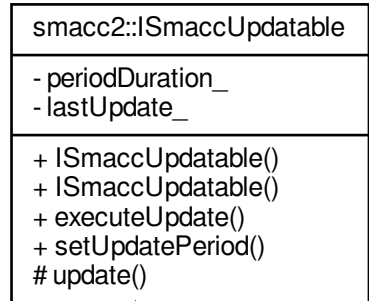 smacc2::ISmaccUpdatable
- periodDuration_
- lastUpdate_
+ ISmaccUpdatable()
+ ISmaccUpdatable()
+ executeUpdate()
+ setUpdatePeriod()
# update()